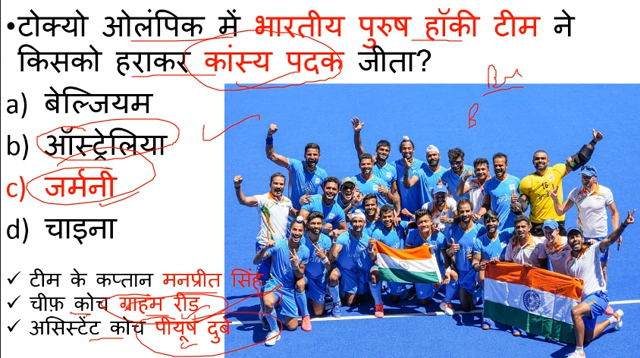 •टोक्यो ओलंपिक में भारतीय पुरुष हॉकी टीम ने
किसको हराकर कांस्य पदक जीता?
a) बेल्जियम
b) ऑस्ट्रेलिया
c) जर्मनी
d) चाइना
✓ टीम के कप्तान मनप्रीत सिंह
✓ चीफ़ कोच ग्राहम रीड
✓ असिस्टेंट कोच पीयूष दुबे
B